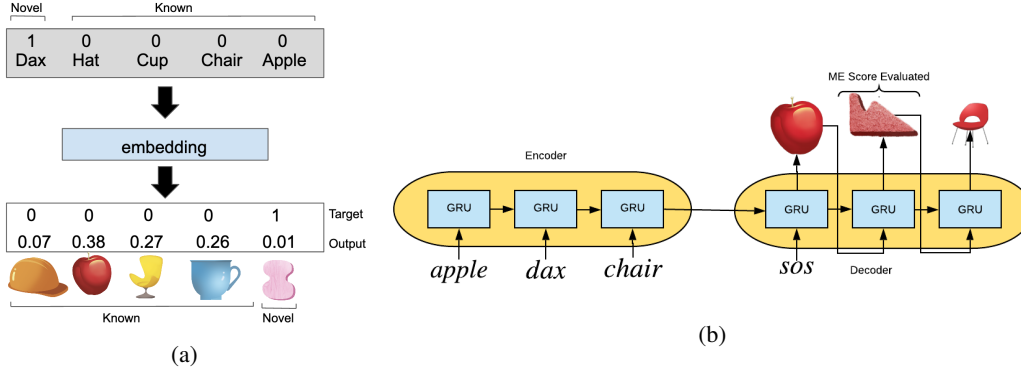 Novel Known
1 0 0 0 0
Dax Hat Cup Chair Apple
embedding
0 0 0 0 1 Target
0.07 0.38 0.27 0.26 0.01 Output
Known Novel
(a)
ME Score Evaluated
Encoder
GRU GRU GRU GRU GRU GRU
apple dax chair sos
Decoder
(b)